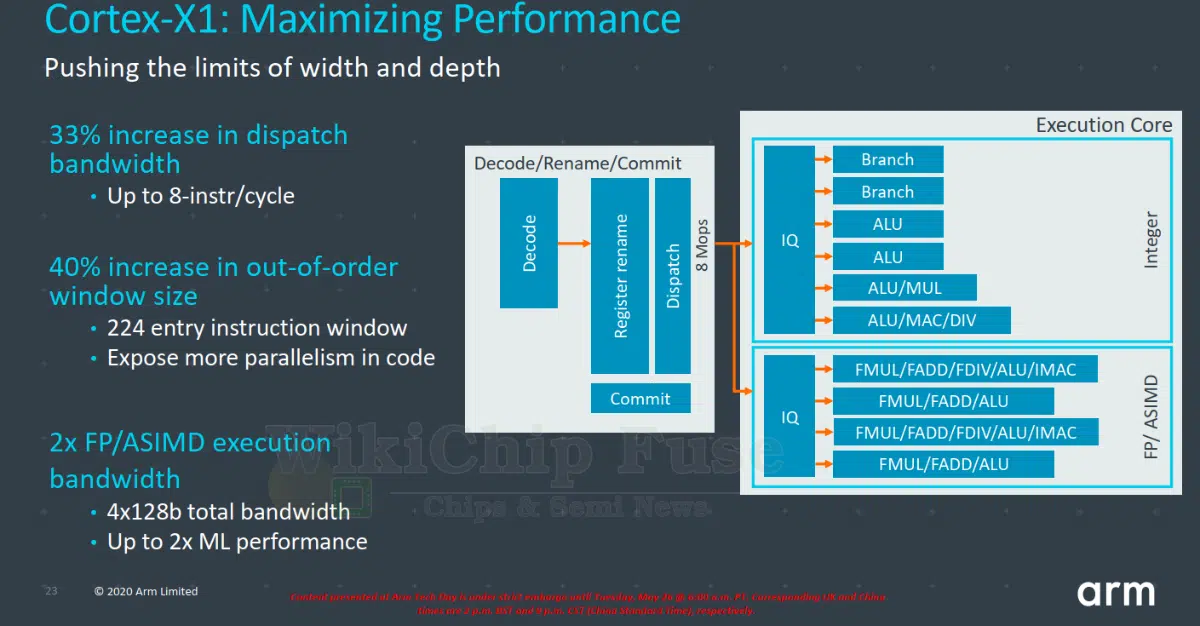 Cortex-X1: Maximizing Performance
Pushing the limits of width and depth
33% increase in dispatch
bandwidth
• Up to 8-instr/cycle
40% increase in out-of-order
window size
• 224 entry instruction window
• Expose more parallelism in code
2x FP/ASIMD execution
bandwidth
• 4x128b total bandwidth
• Up to 2x ML performance
Decode/Rename/Commit
Decode
Register rename
Dispatch
Commit
8 Mops
Execution Core
IQ
Branch
Branch
ALU
ALU
ALU/MUL
ALU/MAC/DIV
Integer
IQ
FMUL/FADD/FDIV/ALU/IMAC
FMUL/FADD/ALU
FMUL/FADD/FDIV/ALU/IMAC
FMUL/FADD/ALU
FP/ ASIMD
WikiChip Fuse
Chips & Semi News
23
© 2020 Arm Limited
Content presented at Arm Tech Day is under strict embargo until Tuesday, May 26 @ a.m. PT. Corresponding UK and China
times are 2 p.m. BST and 9 p.m. CST (China Standard Time), respectively.
arm